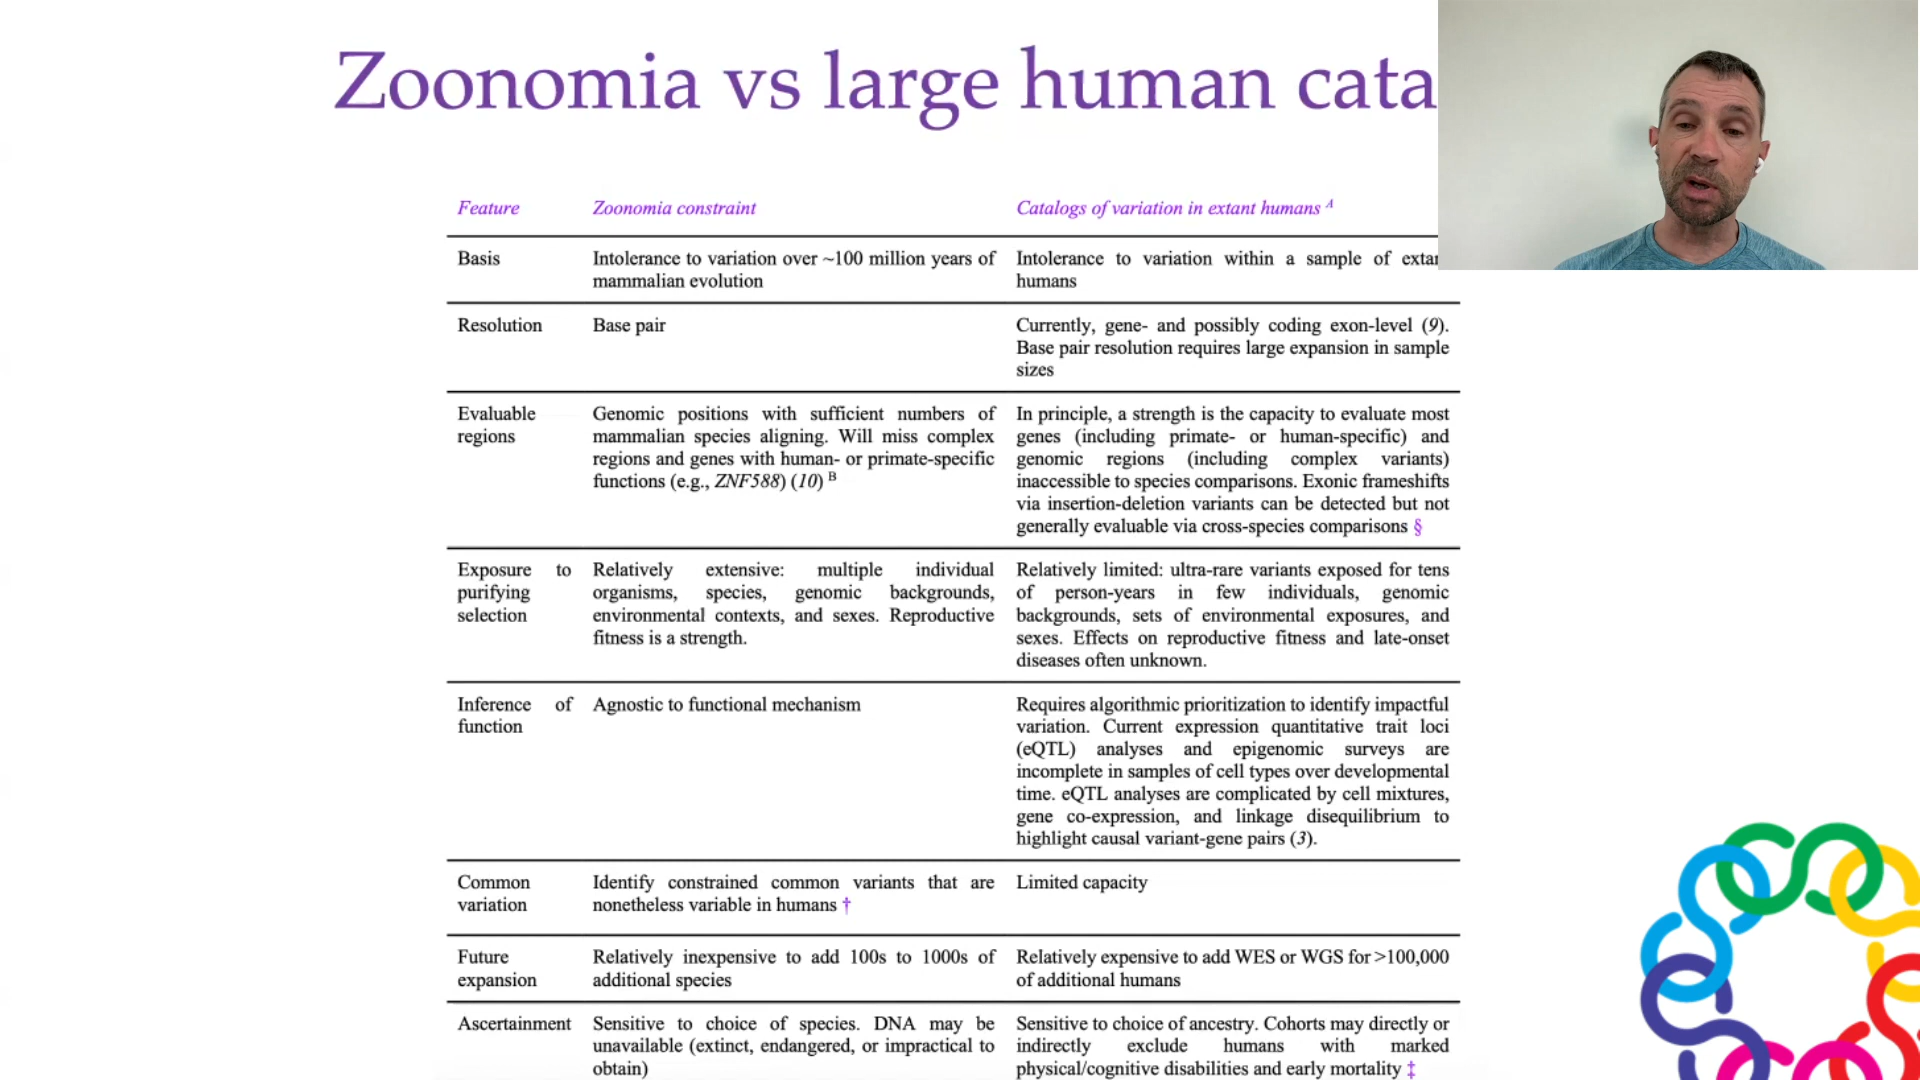 Zoonomia vs large human cata
Feature Zoonomia constraint Catalogs of variation in extant humans A
Basis Intolerance to variation over ~100 million years of mammalian evolution Intolerance to variation within a sample of extan humans
Resolution Base pair Currently, gene- and possibly coding exon-level (9). Base pair resolution requires large expansion in sample sizes
Evaluable regions Genomic positions with sufficient numbers of mammalian species aligning. Will miss complex regions and genes with human- or primate-specific functions (e.g., ZNF588) (10) B In principle, a strength is the capacity to evaluate most genes (including primate- or human-specific) and genomic regions (including complex variants) inaccessible to species comparisons. Exonic frameshifts via insertion-deletion variants can be detected but not generally evaluable via cross-species comparisons §
Exposure to purifying selection Relatively extensive: multiple individual organisms, species, genomic backgrounds, environmental contexts, and sexes. Reproductive fitness is a strength. Relatively limited: ultra-rare variants exposed for tens of person-years in few individuals, genomic backgrounds, sets of environmental exposures, and sexes. Effects on reproductive fitness and late-onset diseases often unknown.
Inference of function Agnostic to functional mechanism Requires algorithmic prioritization to identify impactful variation. Current expression quantitative trait loci (eQTL) analyses and epigenomic surveys are incomplete in samples of cell types over developmental time. eQTL analyses are complicated by cell mixtures, gene co-expression, and linkage disequilibrium to highlight causal variant-gene pairs (3).
Common variation Identify constrained common variants that are nonetheless variable in humans † Limited capacity
Future expansion Relatively inexpensive to add 100s to 1000s of additional species Relatively expensive to add WES or WGS for >100,000 of additional humans
Ascertainment Sensitive to choice of species. DNA may be unavailable (extinct, endangered, or impractical to obtain) Sensitive to choice of ancestry. Cohorts may directly or indirectly exclude humans with marked physical/cognitive disabilities and early mortality ‡